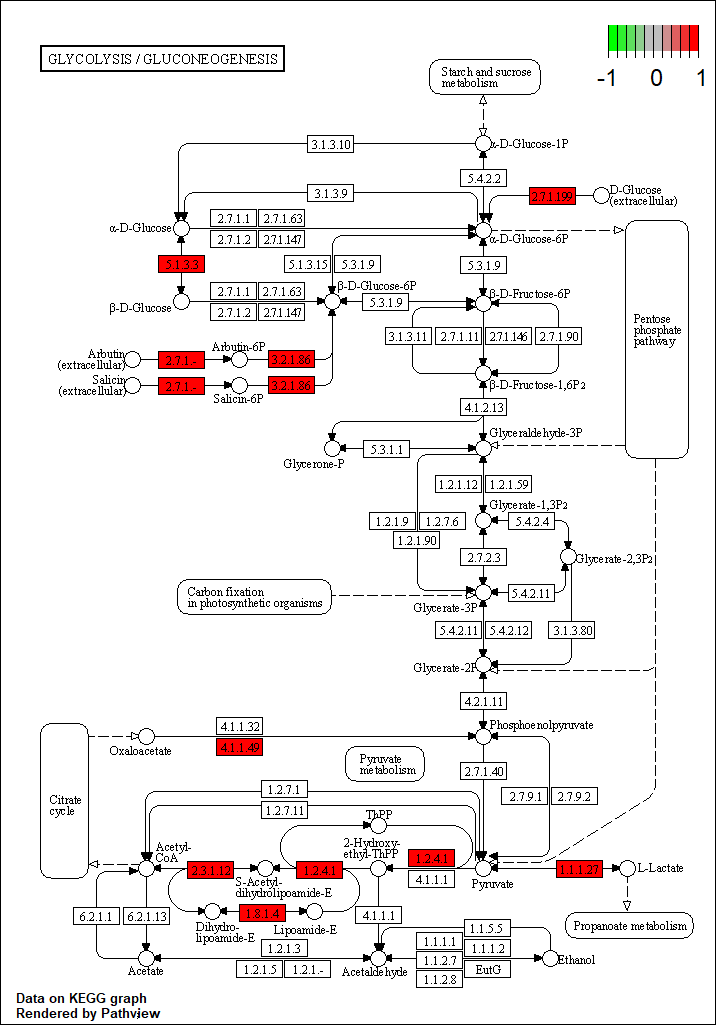 GLYCOLYSIS / GLUCONEOGENESIS
-1 0 1
Starch and sucrose
metabolism
3.1.3.10
α-D-Glucose-1P
5.4.2.2
3.1.3.9
2.7.1.199
D-Glucose
(extracellular)
α-D-Glucose
2.7.1.1
2.7.1.63
2.7.1.2
2.7.1.147
α-D-Glucose-6P
5.1.3.3
5.1.3.15
5.3.1.9
5.3.1.9
β-D-Glucose
2.7.1.1
2.7.1.63
2.7.1.2
2.7.1.147
β-D-Glucose-6P
5.3.1.9
β-D-Fructose-6P
Pentose
phosphate
pathway
3.1.3.11
2.7.1.11
2.7.1.146
2.7.1.90
Arbutin
(extracellular)
2.7.1.-
Arbutin-6P
3.2.1.86
Salicin
(extracellular)
2.7.1.-
Salicin-6P
3.2.1.86
β-D-Fructose-1,6P2
4.1.2.13
Glyceraldehyde-3P
5.3.1.1
Glycerone-P
1.2.1.12
1.2.1.59
Glycerate-1,3P2
1.2.1.9
1.2.7.6
1.2.1.90
5.4.2.4
2.7.2.3
Glycerate-2,3P2
Carbon fixation
in photosynthetic organisms
Glycerate-3P
5.4.2.11
5.4.2.11
5.4.2.12
3.1.3.80
Glycerate-2P
4.2.1.11
4.1.1.32
4.1.1.49
Oxaloacetate
Phosphoenolpyruvate
Pyruvate
metabolism
2.7.1.40
2.7.9.1
2.7.9.2
Citrate
cycle
1.2.7.1
1.2.7.11
ThPP
2-Hydroxy-
ethyl-ThPP
Acetyl-
CoA
2.3.1.12
S-Acetyl-
dihydrolipoamide-E
1.2.4.1
1.2.4.1
4.1.1.1
Pyruvate
1.1.1.27
L-Lactate
Propanoate metabolism
6.2.1.1
6.2.1.13
Dihydro-
lipoamide-E
1.8.1.4
Lipoamide-E
4.1.1.1
1.1.5.5
1.1.1.1
1.1.1.2
1.1.2.7
EutG
1.1.2.8
Ethanol
Acetate
1.2.1.3
1.2.1.5
1.2.1.-
Acetaldehyde
Data on KEGG graph
Rendered by Pathview